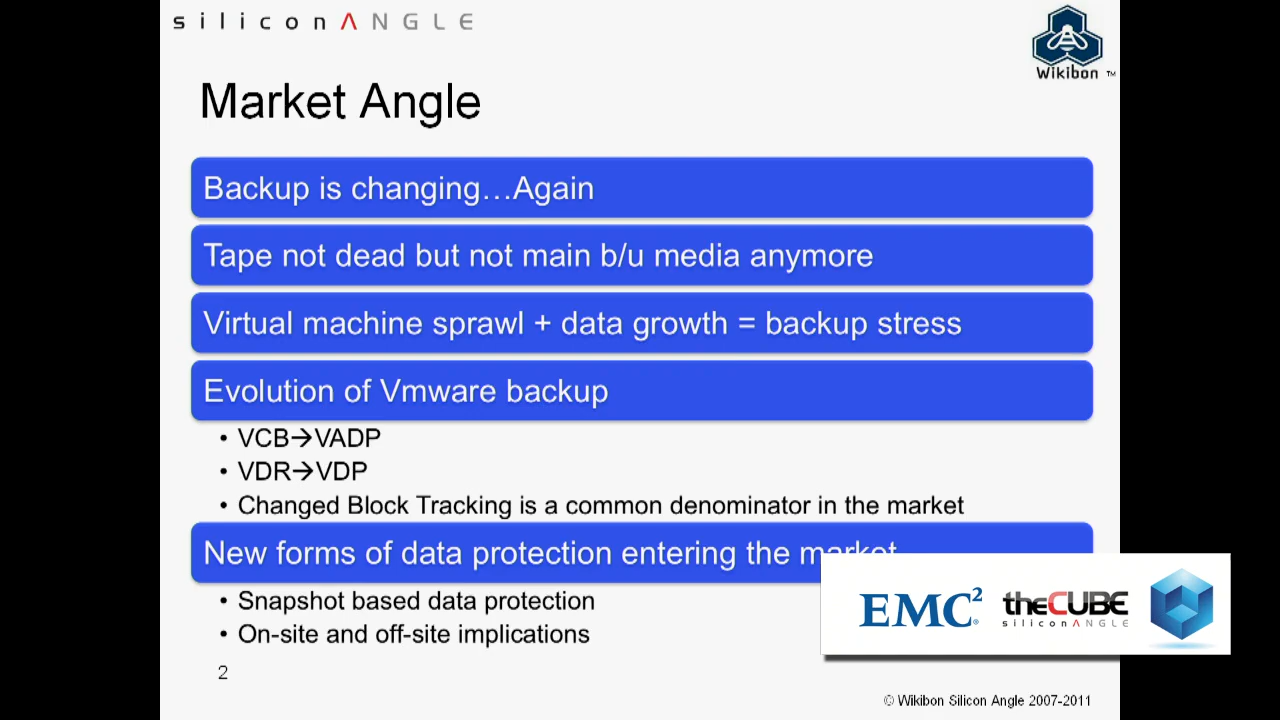 siliconANGLE
Wikibon TM
Market Angle
Backup is changing…Again
Tape not dead but not main b/u media anymore
Virtual machine sprawl + data growth = backup stress
Evolution of Vmware backup
• VCB→VADP
• VDR→VDP
• Changed Block Tracking is a common denominator in the market
New forms of data protection entering the market
• Snapshot based data protection
• On-site and off-site implications
EMC² theCUBE
siliconANGLE
2
© Wikibon Silicon Angle 2007-2011